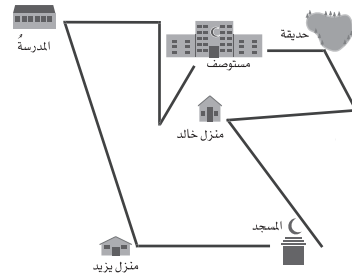 المدرسةُ
حديقة
مستوصف
منزل خالد
المسجد
منزل يزيد